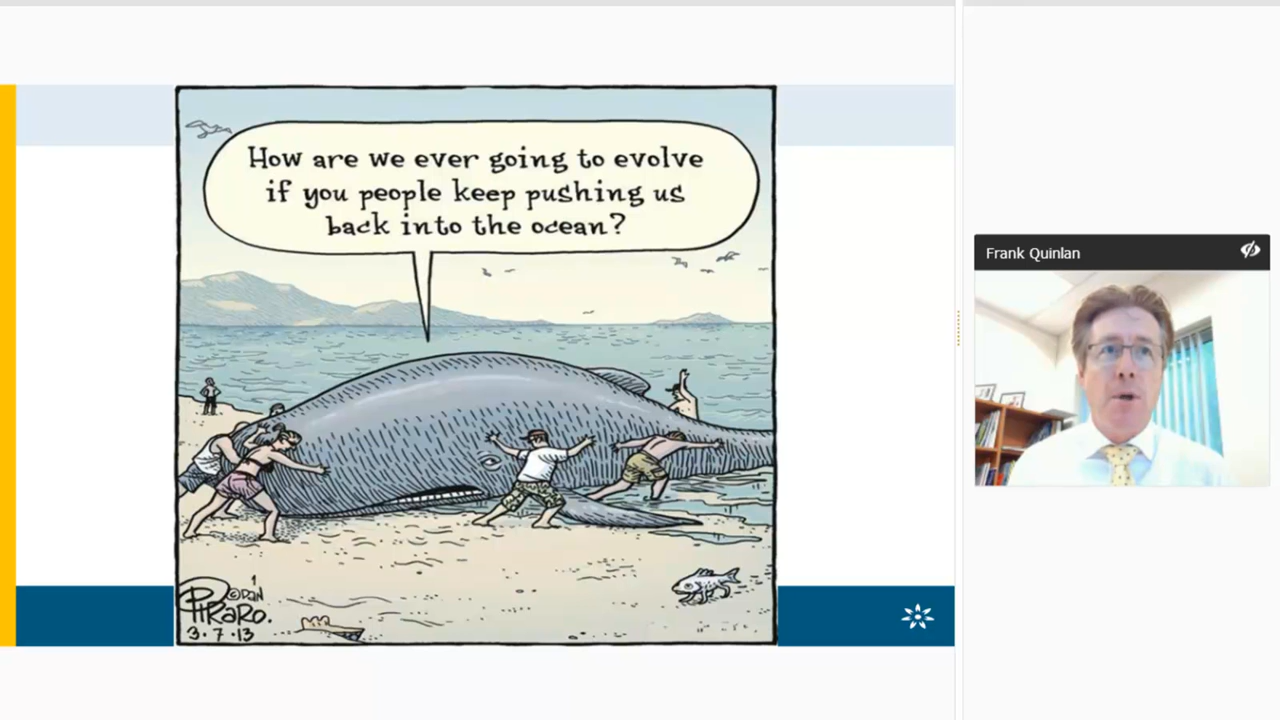 How are we ever going to evolve
if you people keep pushing us
back into the ocean?
Frank Quinlan
©DAN
PIRARO.
3·7·13